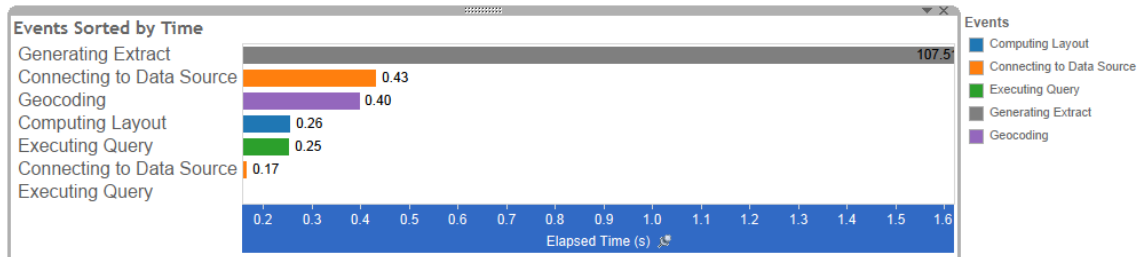 Events Sorted by Time
Generating Extract 107.51
Connecting to Data Source 0.43
Geocoding 0.40
Computing Layout 0.26
Executing Query 0.25
Connecting to Data Source 0.17
Executing Query
0.2 0.3 0.4 0.5 0.6 0.7 0.8 0.9 1.0 1.1 1.2 1.3 1.4 1.5 1.6
Elapsed Time (s)
Events
Computing Layout
Connecting to Data Source
Executing Query
Generating Extract
Geocoding